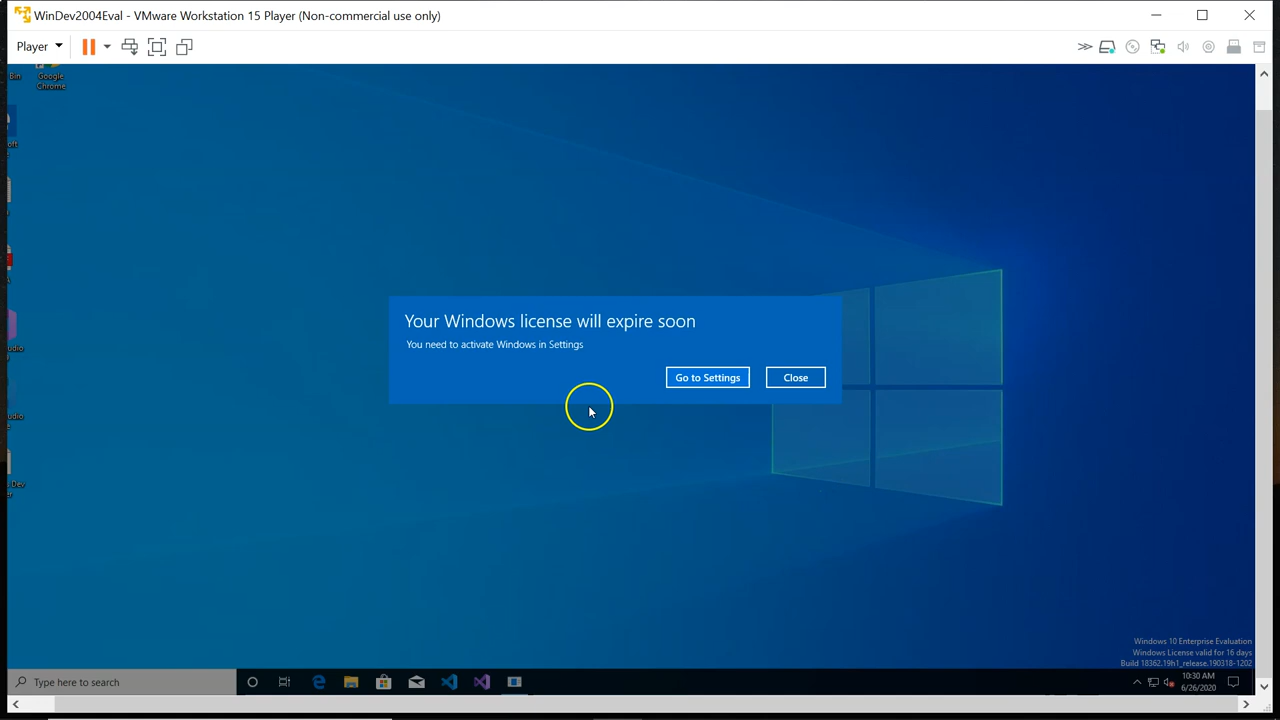 WinDev2004Eval - VMware Workstation 15 Player (Non-commercial use only)
Player
Bin
Google
Chrome
Your Windows license will expire soon
You need to activate Windows in Settings
Go to Settings
Close
Windows 10 Enterprise Evaluation
Windows License valid for 16 days
Build 18362.19h1_release.190318-1202
Type here to search
10:30 AM
6/26/2020